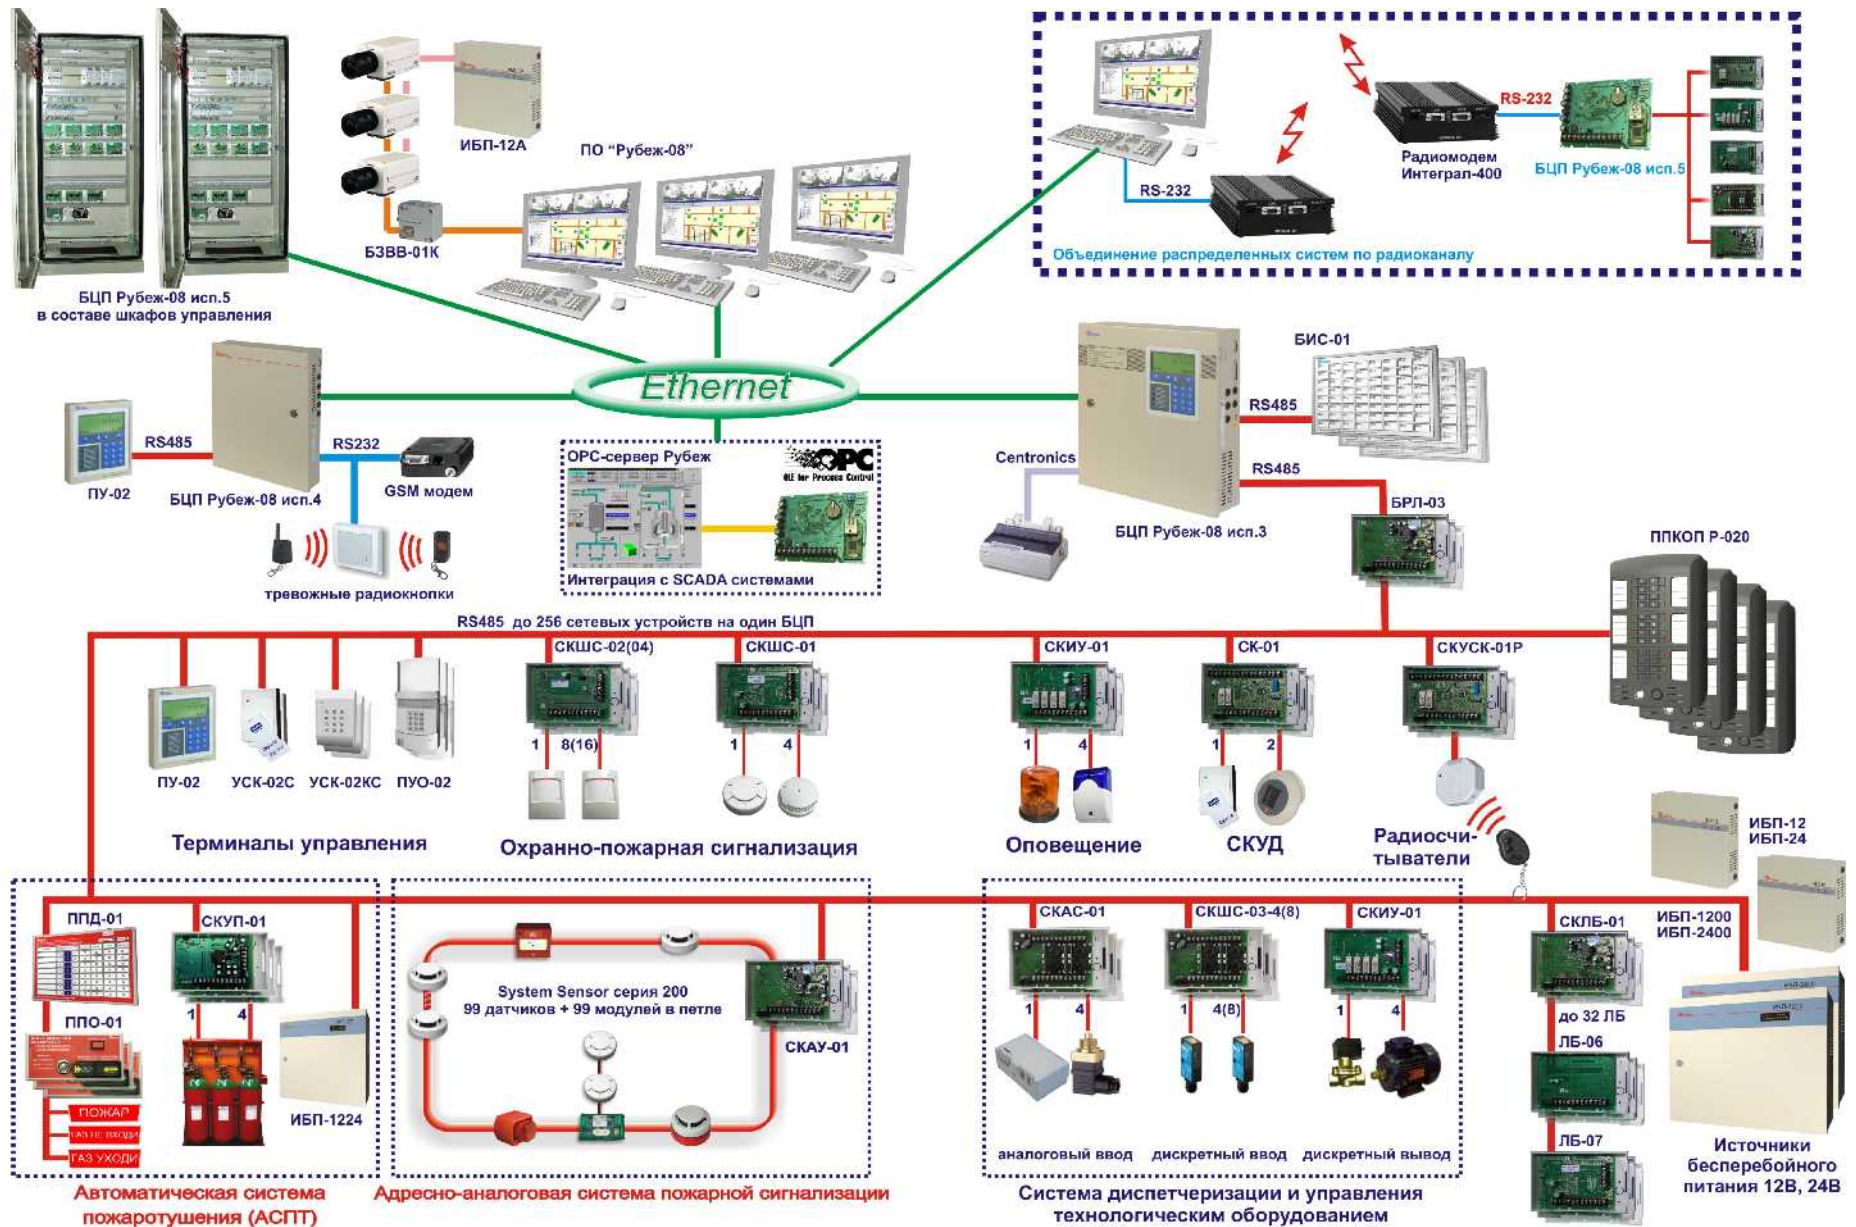 ИБП-12А
БЗВВ-01К
ПО “Рубеж-08”
БЦП Рубеж-08 исп.5
в составе шкафов управления
RS-232
RS-232
Радиомодем
Интеграл-400
БЦП Рубеж-08 исп.5
Объединение распределенных систем по радиоканалу
Ethernet
ПУ-02
RS485
БЦП Рубеж-08 исп.4
RS232
GSM модем
тревожные радиокнопки
OPC-сервер Рубеж
OPC
OLE for Process Control
Интеграция с SCADA системами
Centronics
БЦП Рубеж-08 исп.3
RS485
БИС-01
RS485
БРЛ-03
ППКОП Р-020
RS485 до 256 сетевых устройств на один БЦП
ПУ-02
УСК-02С
УСК-02КС
ПУО-02
Терминалы управления
СКШС-02(04)
1
8(16)
СКШС-01
1
4
Охранно-пожарная сигнализация
СКИУ-01
1
4
Оповещение
СК-01
1
2
СКУД
СКУСК-01Р
Радиосчи-
тыватели
ИБП-12
ИБП-24
ИБП-1200
ИБП-2400
ППД-01
ППО-01
ПОЖАР
ГАЗ НЕ ВХОДИ
ГАЗ УХОДИ
СКУП-01
1
4
ИБП-1224
Автоматическая система
пожаротушения (АСПТ)
System Sensor серия 200
99 датчиков + 99 модулей в петле
СКАУ-01
Адресно-аналоговая система пожарной сигнализации
СКАС-01
1
4
аналоговый ввод
СКШС-03-4(8)
1
4(8)
дискретный ввод
СКИУ-01
1
4
дискретный вывод
Система диспетчеризации и управления
технологическим оборудованием
СКЛБ-01
до 32 ЛБ
ЛБ-06
ЛБ-07
Источники
бесперебойного
питания 12В, 24В